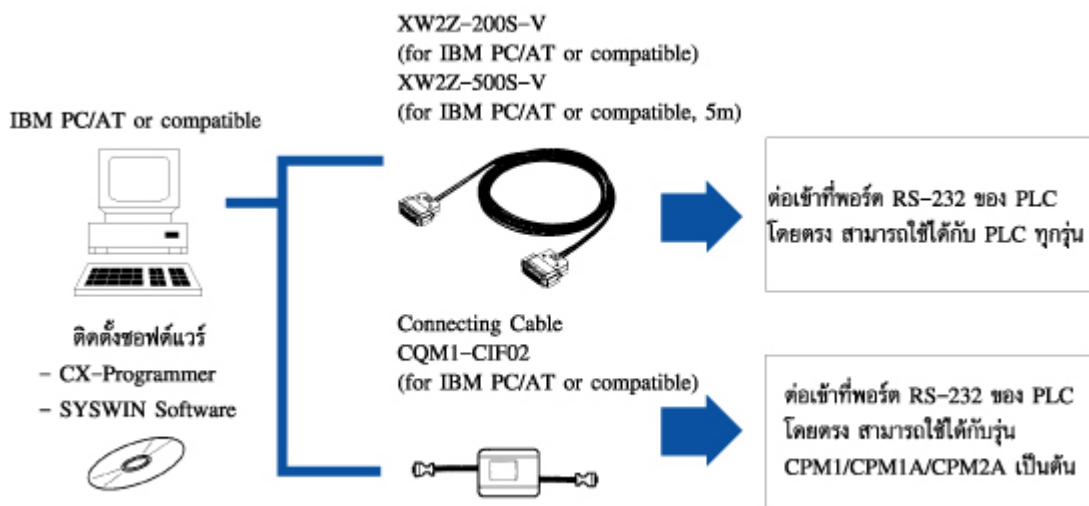 XW2Z-200S-V
(for IBM PC/AT or compatible)
XW2Z-500S-V
(for IBM PC/AT or compatible, 5m)
IBM PC/AT or compatible
ติดตั้งซอฟต์แวร์
- CX-Programmer
- SYSWIN Software
ต่อเข้าที่พอร์ต RS-232 ของ PLC
โดยตรง สามารถใช้ได้กับ PLC ทุกรุ่น
Connecting Cable
CQM1-CIF02
(for IBM PC/AT or compatible)
ต่อเข้าที่พอร์ต RS-232 ของ PLC
โดยตรง สามารถใช้ได้กับรุ่น
CPM1/CPM1A/CPM2A เป็นต้น